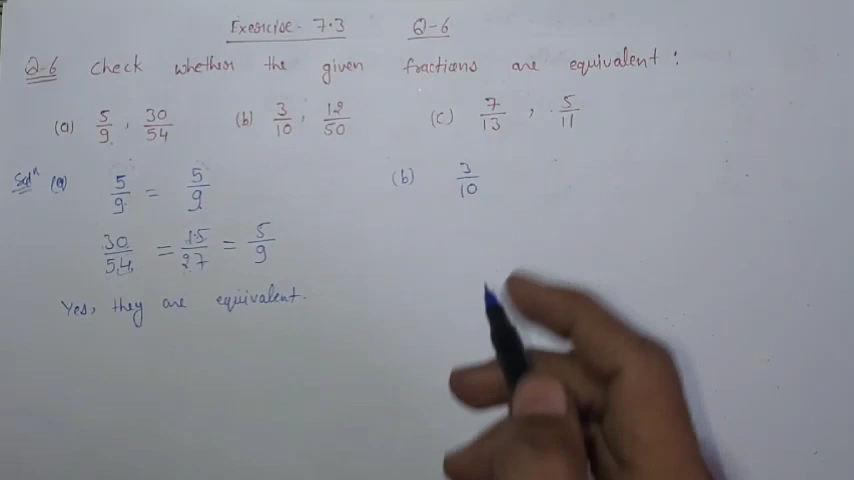 Exercise - 7.3 Q-6
Q-6 Check whether the given fractions are equivalent :
(a) 5/9 , 30/54 (b) 3/10 , 12/50 (c) 7/13 , 5/11
Solⁿ (a) 5/9 = 5/9 (b) 3/10
30/54 = 15/27 = 5/9
Yes, they are equivalent.